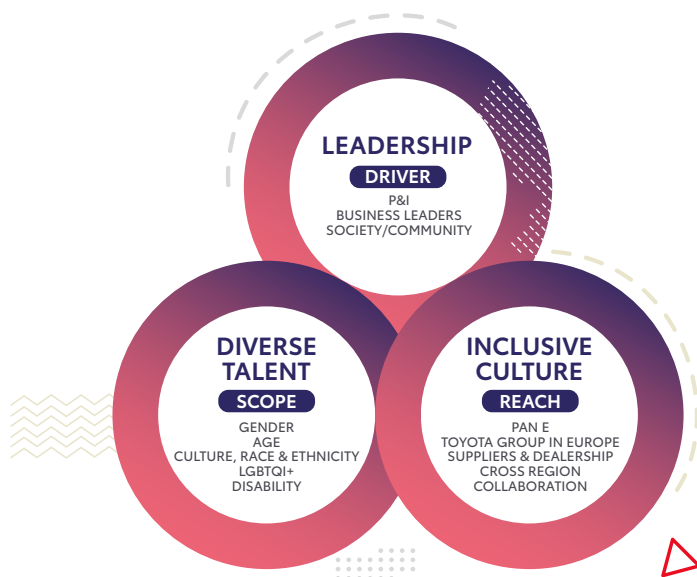 LEADERSHIP
DRIVER
P&I
BUSINESS LEADERS
SOCIETY/COMMUNITY
DIVERSE
TALENT
SCOPE
GENDER
AGE
CULTURE, RACE & ETHNICITY
LGBTQI+
DISABILITY
INCLUSIVE
CULTURE
REACH
PAN E
TOYOTA GROUP IN EUROPE
SUPPLIERS & DEALERSHIP
CROSS REGION
COLLABORATION